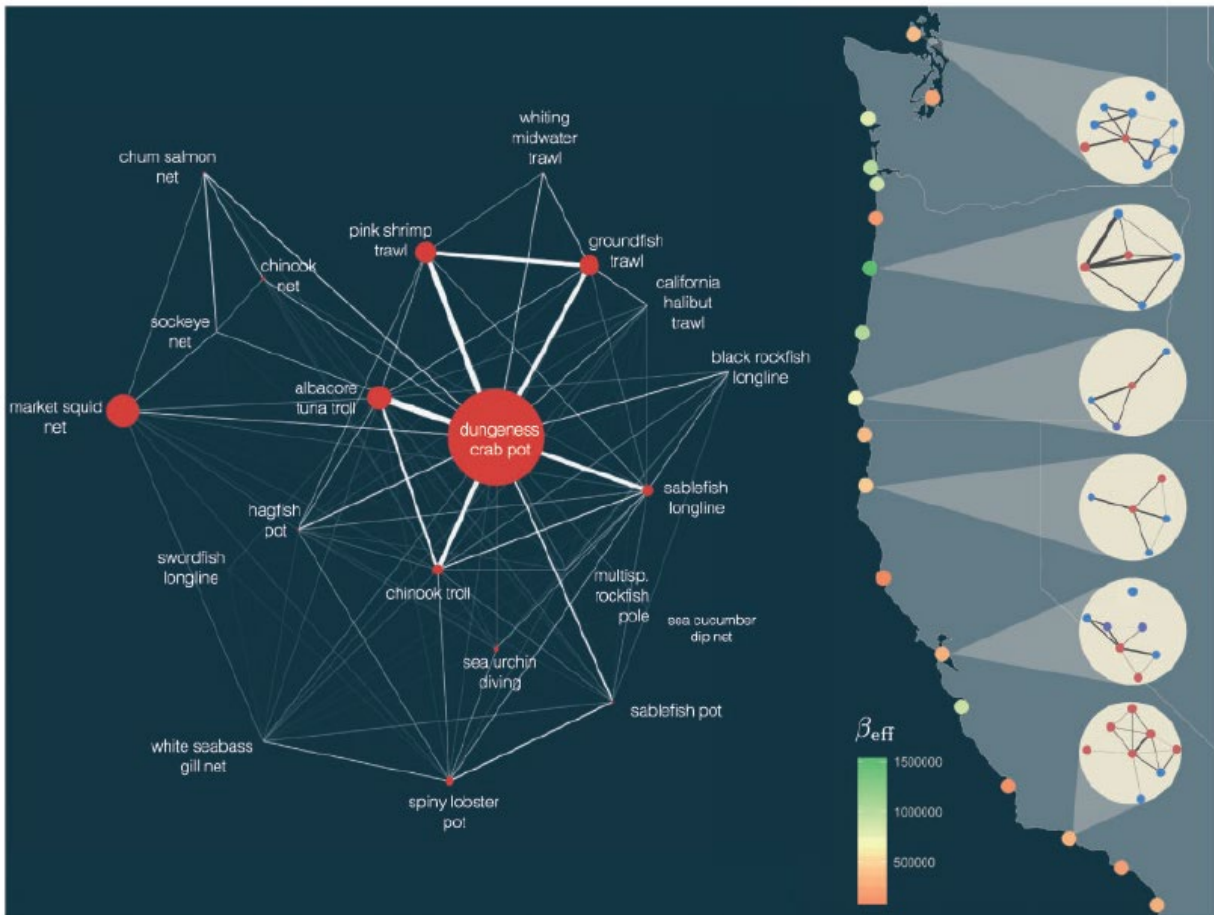 whiting
midwater
trawl
chum salmon
net
pink shrimp
trawl
groundfish
trawl
chinook
net
california
halibut
trawl
sockeye
net
black rockfish
longline
albacore
tuna troll
market squid
net
dungeness
crab pot
sablefish
longline
hagfish
pot
swordfish
longline
chinook troll
multisp.
rockfish
pole
sea cucumber
dip net
sea urchin
diving
sablefish pot
white seabass
gill net
spiny lobster
pot
βeff
1500000
1000000
500000